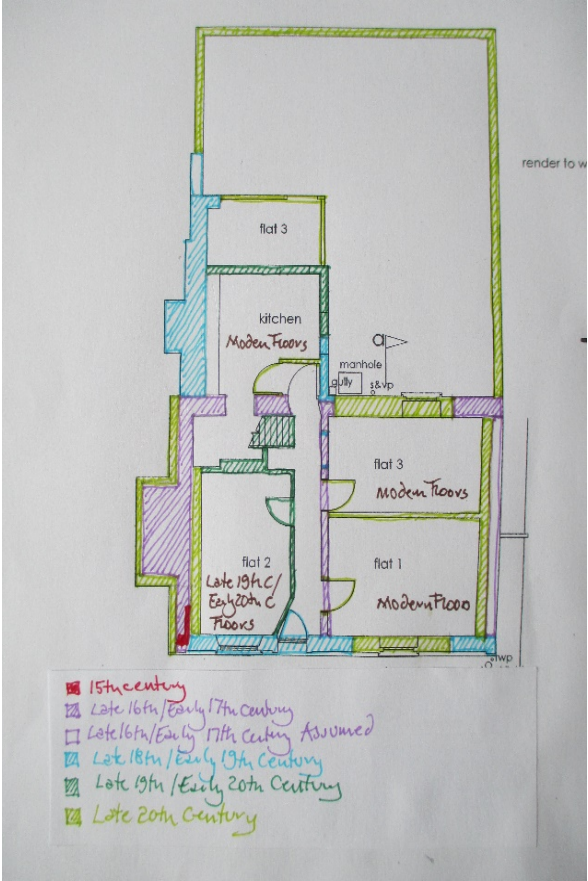 render to w
flat 3
kitchen
Modern Floors
a
manhole
gully
s&vp
flat 3
Modern Floors
flat 2
Late 19th C/
Early 20th C
Floors
flat 1
Modern Flooo
rwp
15th century
Late 16th/Early 17th Century
Late 16th/Early 17th Century Assumed
Late 18th/Early 19th Century
Late 19th/Early 20th Century
Late 20th Century